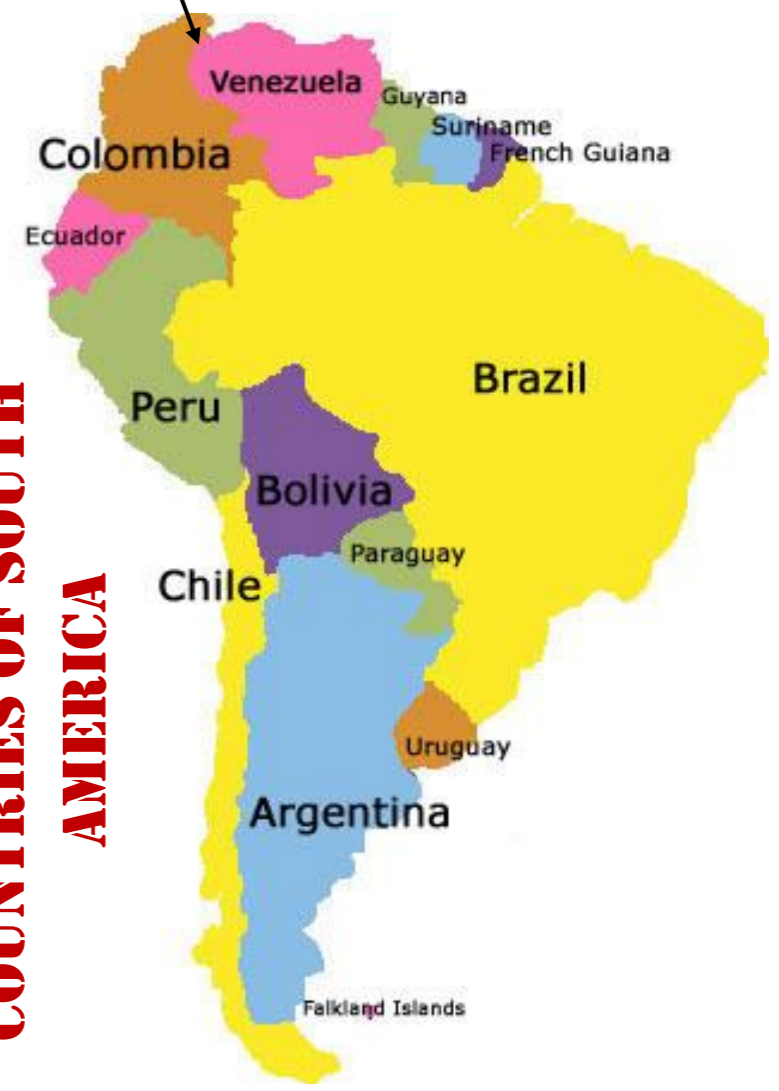 Venezuela
Guyana
Suriname
French Guiana
Colombia
Ecuador
Brazil
Peru
Bolivia
Paraguay
Chile
Uruguay
Argentina
Falkland Islands
COUNTRIES OF SOUTH
AMERICA